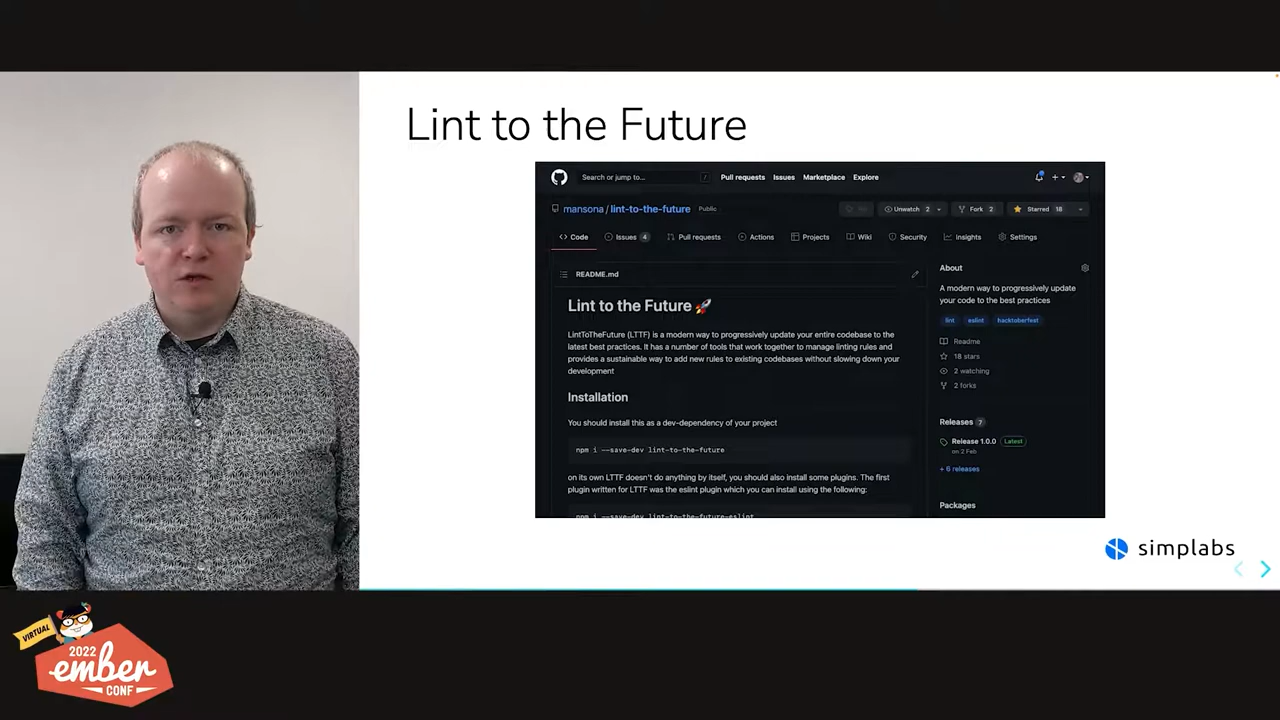 Lint to the Future
Search or jump to... /
Pull requests Issues Marketplace Explore
mansona / lint-to-the-future Public
Unwatch 2 Fork 2 Starred 18
Code Issues 4 Pull requests Actions Projects Wiki Security Insights Settings
README.md
Lint to the Future 🚀
LintToTheFuture (LTTF) is a modern way to progressively update your entire codebase to the
latest best practices. It has a number of tools that work together to manage linting rules and
provides a sustainable way to add new rules to existing codebases without slowing down your
development
Installation
You should install this as a dev-dependency of your project
npm i --save-dev lint-to-the-future
on its own LTTF doesn't do anything by itself, you should also install some plugins. The first
plugin written for LTTF was the eslint plugin which you can install using the following:
npm i --save-dev lint-to-the-future-eslint
About
A modern way to progressively update
your code to the best practices
lint eslint hacktoberfest
Readme
18 stars
2 watching
2 forks
Releases 7
Release 1.0.0 Latest
on 2 Feb
+ 6 releases
Packages
simplabs
VIRTUAL
2022
ember
CONF